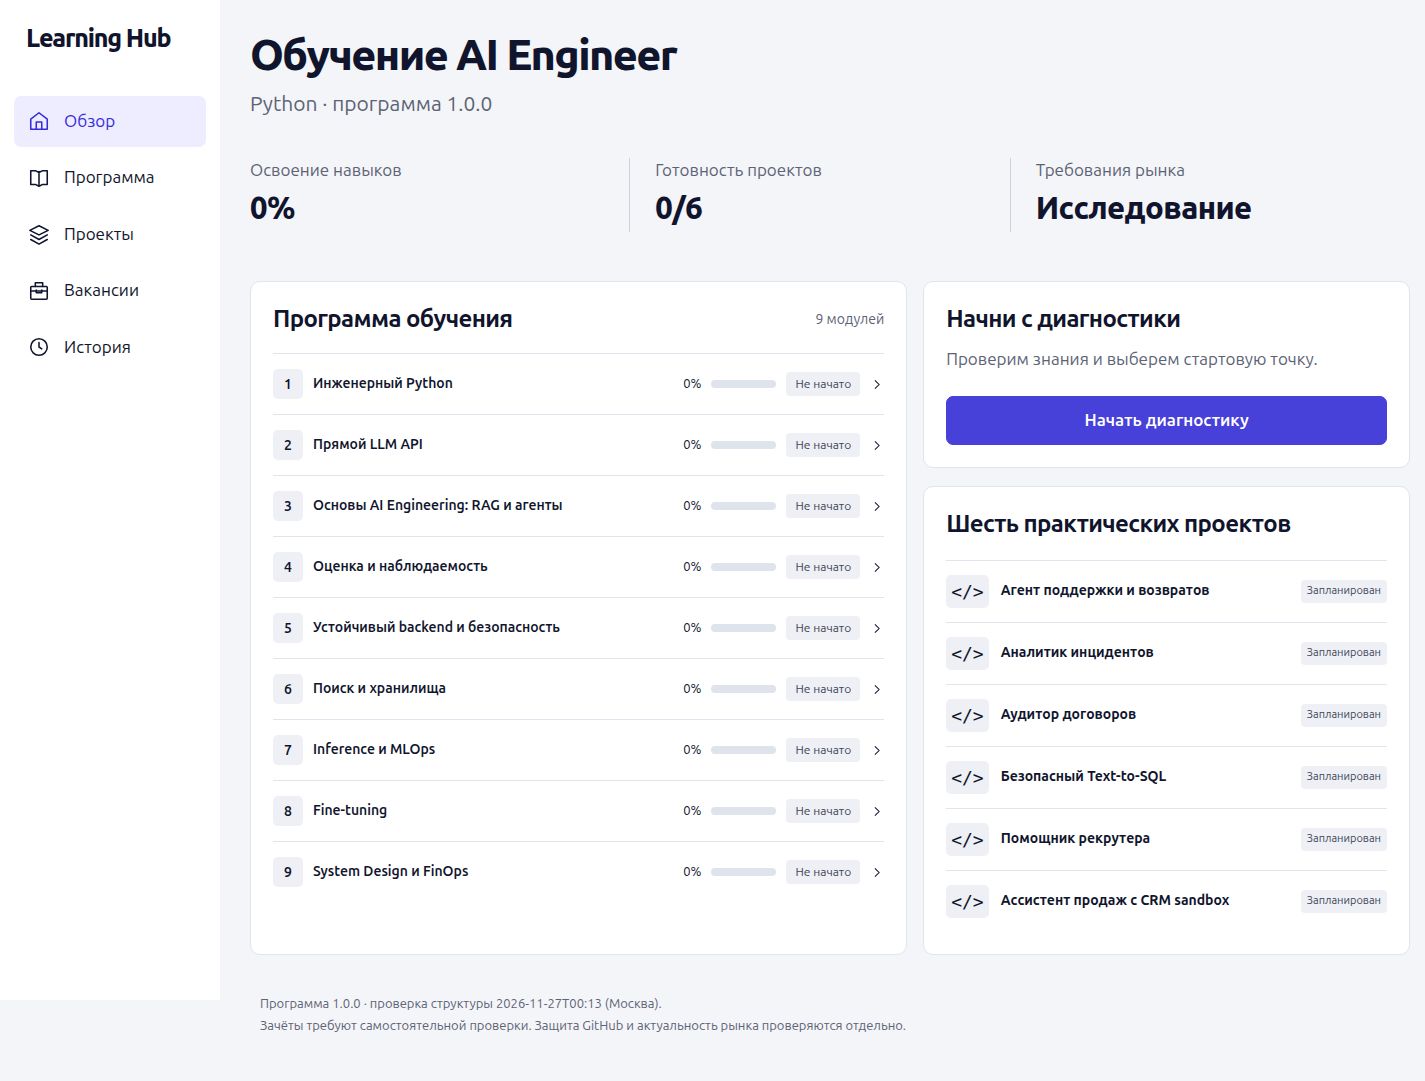 Learning Hub
Обзор
Программа
Проекты
Вакансии
История
Обучение AI Engineer
Python · программа 1.0.0
Освоение навыков
0%
Готовность проектов
0/6
Требования рынка
Исследование
Программа обучения
9 модулей
1 Инженерный Python 0% Не начато
2 Прямой LLM API 0% Не начато
3 Основы AI Engineering: RAG и агенты 0% Не начато
4 Оценка и наблюдаемость 0% Не начато
5 Устойчивый backend и безопасность 0% Не начато
6 Поиск и хранилища 0% Не начато
7 Inference и MLOps 0% Не начато
8 Fine-tuning 0% Не начато
9 System Design и FinOps 0% Не начато
Начни с диагностики
Проверим знания и выберем стартовую точку.
Начать диагностику
Шесть практических проектов
</> Агент поддержки и возвратов Запланирован
</> Аналитик инцидентов Запланирован
</> Аудитор договоров Запланирован
</> Безопасный Text-to-SQL Запланирован
</> Помощник рекрутера Запланирован
</> Ассистент продаж с CRM sandbox Запланирован
Программа 1.0.0 · проверка структуры 2026-11-27T00:13 (Москва).
Зачёты требуют самостоятельной проверки. Защита GitHub и актуальность рынка проверяются отдельно.